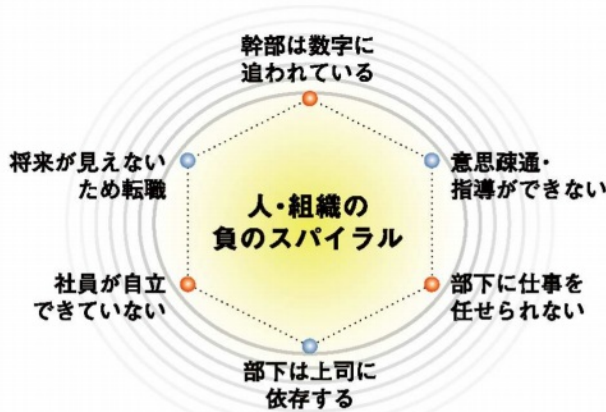 幹部は数字に
追われている
将来が見えない
ため転職
意思疎通・
指導ができない
人・組織の
負のスパイラル
社員が自立
できていない
部下に仕事を
任せられない
部下は上司に
依存する